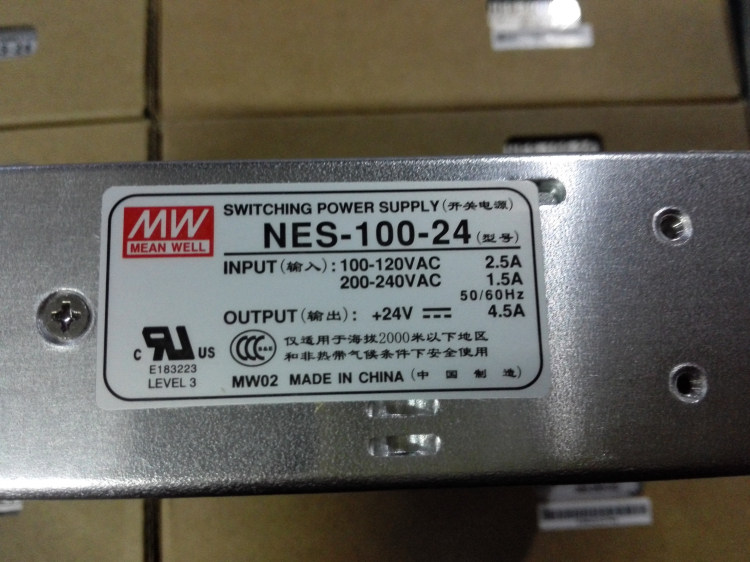 MW
MEAN WELL
SWITCHING POWER SUPPLY(开关电源)
NES-100-24(型号)
INPUT(输入): 100-120VAC 2.5A
200-240VAC 1.5A
50/60Hz
OUTPUT(输出): +24V 4.5A
c RU US
E183223
LEVEL 3
CCC
仅适用于海拔2000米以下地区
和非热带气候条件下安全使用
MW02 MADE IN CHINA (中国制造)